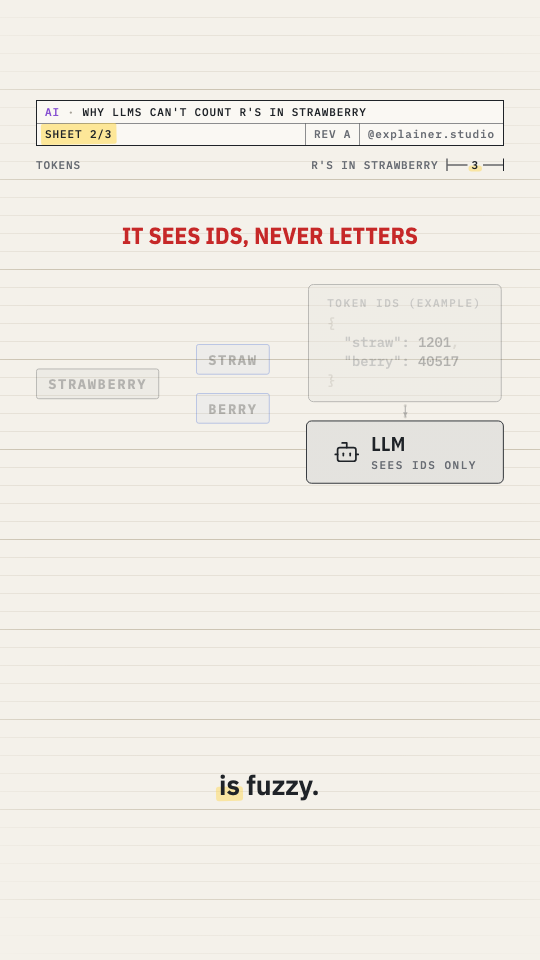 AI · WHY LLMS CAN'T COUNT R'S IN STRAWBERRY
SHEET 2/3 REV A @explainer.studio
TOKENS R'S IN STRAWBERRY 3
IT SEES IDS, NEVER LETTERS
TOKEN IDS (EXAMPLE)
{
"straw": 1201,
"berry": 40517
}
STRAW
STRAWBERRY
BERRY
LLM
SEES IDS ONLY
is fuzzy.